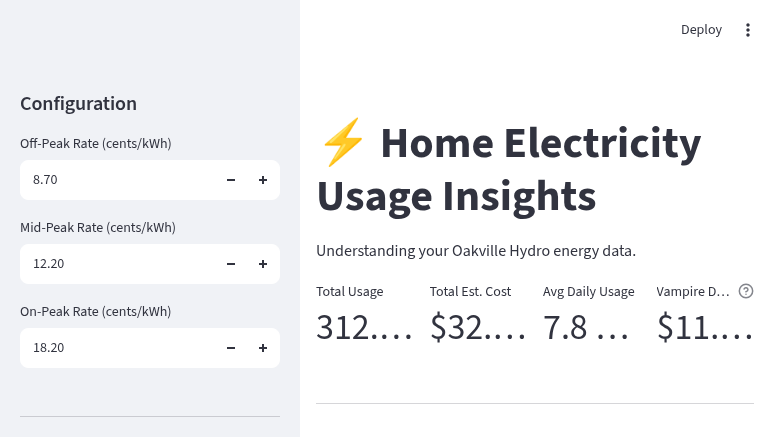 Deploy
Configuration
Off-Peak Rate (cents/kWh)
8.70
Mid-Peak Rate (cents/kWh)
12.20
On-Peak Rate (cents/kWh)
18.20
⚡ Home Electricity
Usage Insights
Understanding your Oakville Hydro energy data.
Total Usage
312.…
Total Est. Cost
$32.…
Avg Daily Usage
7.8 …
Vampire D…
$11.…